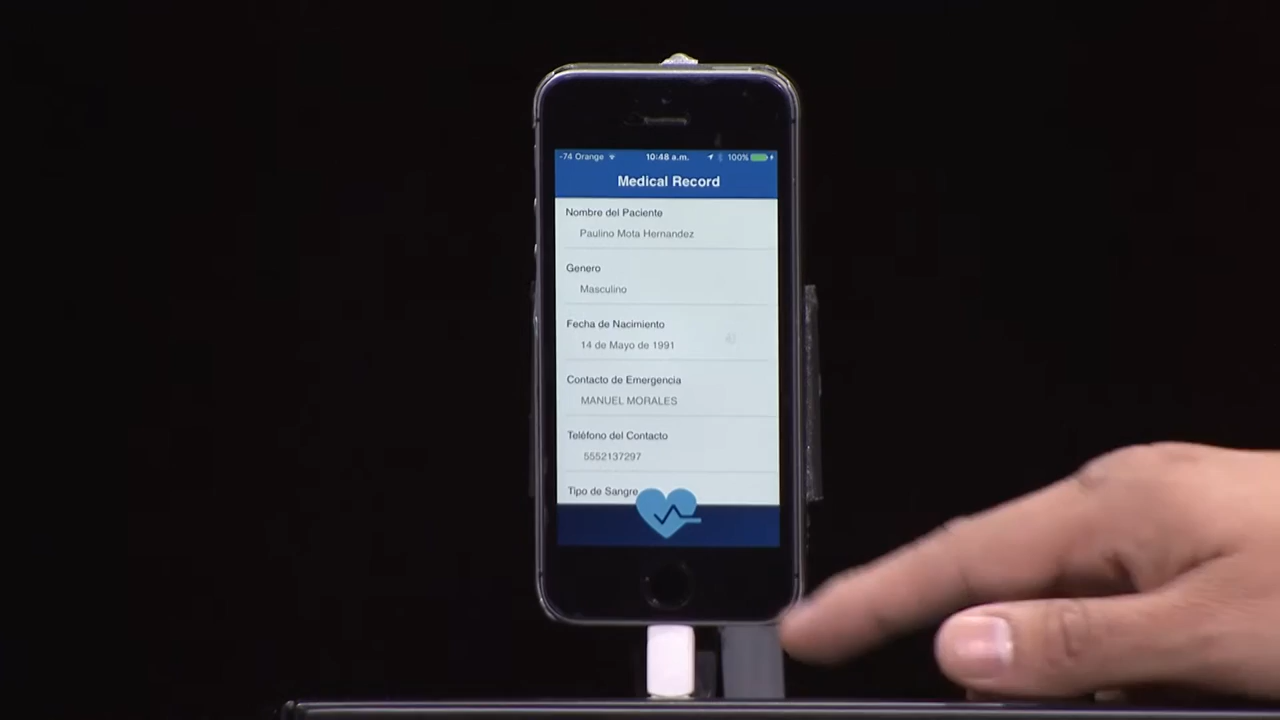 -74 Orange 10:48 a.m. 100%
Medical Record
Nombre del Paciente
Paulino Mota Hernandez
Genero
Masculino
Fecha de Nacimiento
14 de Mayo de 1991
Contacto de Emergencia
MANUEL MORALES
Teléfono del Contacto
5552137297
Tipo de Sangre